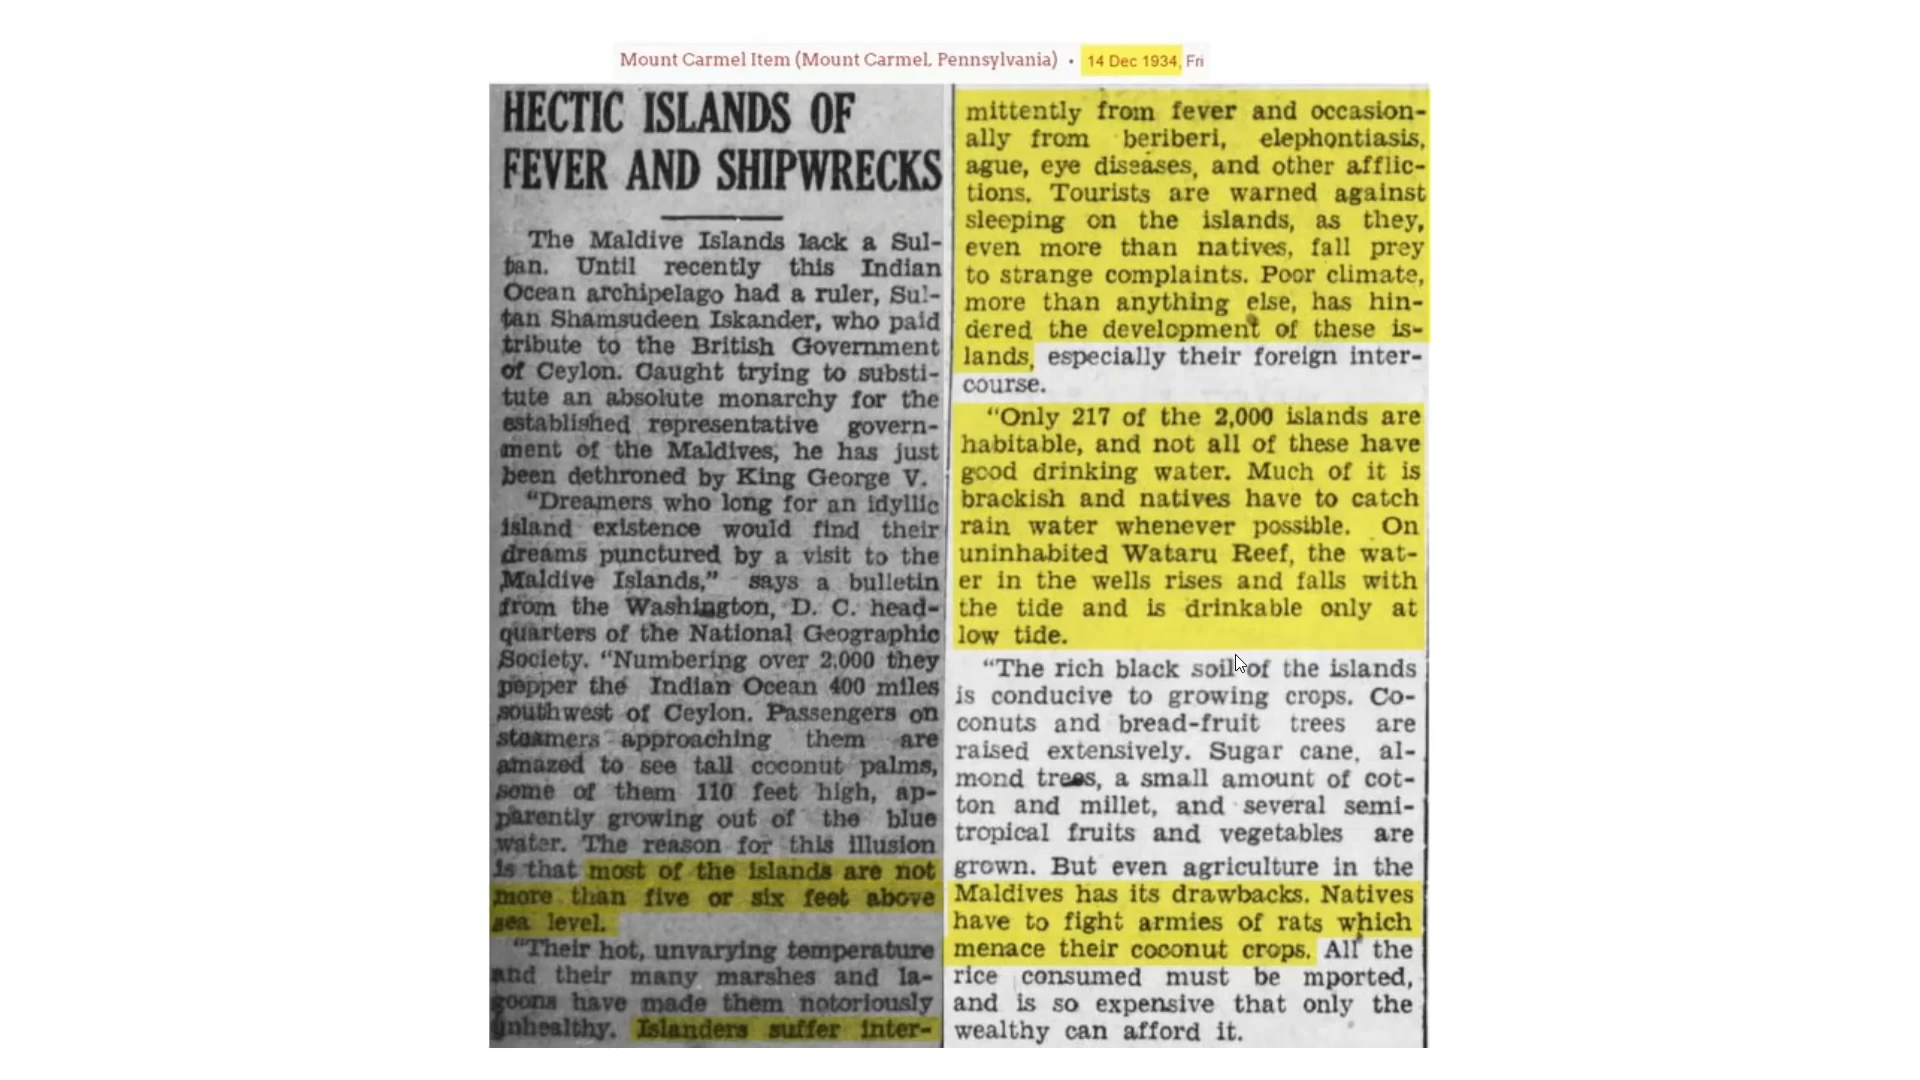 Mount Carmel Item (Mount Carmel, Pennsylvania) • 14 Dec 1934, Fri
HECTIC ISLANDS OF
FEVER AND SHIPWRECKS
The Maldive Islands lack a Sul-
tan. Until recently this Indian
Ocean archipelago had a ruler, Sul-
tan Shamsudeen Iskander, who paid
tribute to the British Government
of Ceylon. Caught trying to substi-
tute an absolute monarchy for the
established representative govern-
ment of the Maldives, he has just
been dethroned by King George V.
"Dreamers who long for an idyllic
island existence would find their
dreams punctured by a visit to the
Maldive Islands," says a bulletin
from the Washington, D. C. head-
quarters of the National Geographic
Society. "Numbering over 2,000 they
pepper the Indian Ocean 400 miles
southwest of Ceylon. Passengers on
steamers approaching them are
amazed to see tall coconut palms,
some of them 110 feet high, ap-
parently growing out of the blue
water. The reason for this illusion
is that most of the islands are not
more than five or six feet above
sea level.
"Their hot, unvarying temperature
and their many marshes and la-
goons have made them notoriously
unhealthy. Islanders suffer inter-
mittently from fever and occasion-
ally from beriberi, elephontiasis,
ague, eye diseases, and other afflic-
tions. Tourists are warned against
sleeping on the islands, as they,
even more than natives, fall prey
to strange complaints. Poor climate,
more than anything else, has hin-
dered the development of these is-
lands, especially their foreign inter-
course.
"Only 217 of the 2,000 islands are
habitable, and not all of these have
good drinking water. Much of it is
brackish and natives have to catch
rain water whenever possible. On
uninhabited Wataru Reef, the wat-
er in the wells rises and falls with
the tide and is drinkable only at
low tide.
"The rich black soil of the islands
is conducive to growing crops. Co-
conuts and bread-fruit trees are
raised extensively. Sugar cane, al-
mond trees, a small amount of cot-
ton and millet, and several semi-
tropical fruits and vegetables are
grown. But even agriculture in the
Maldives has its drawbacks. Natives
have to fight armies of rats which
menace their coconut crops. All the
rice consumed must be mported,
and is so expensive that only the
wealthy can afford it.